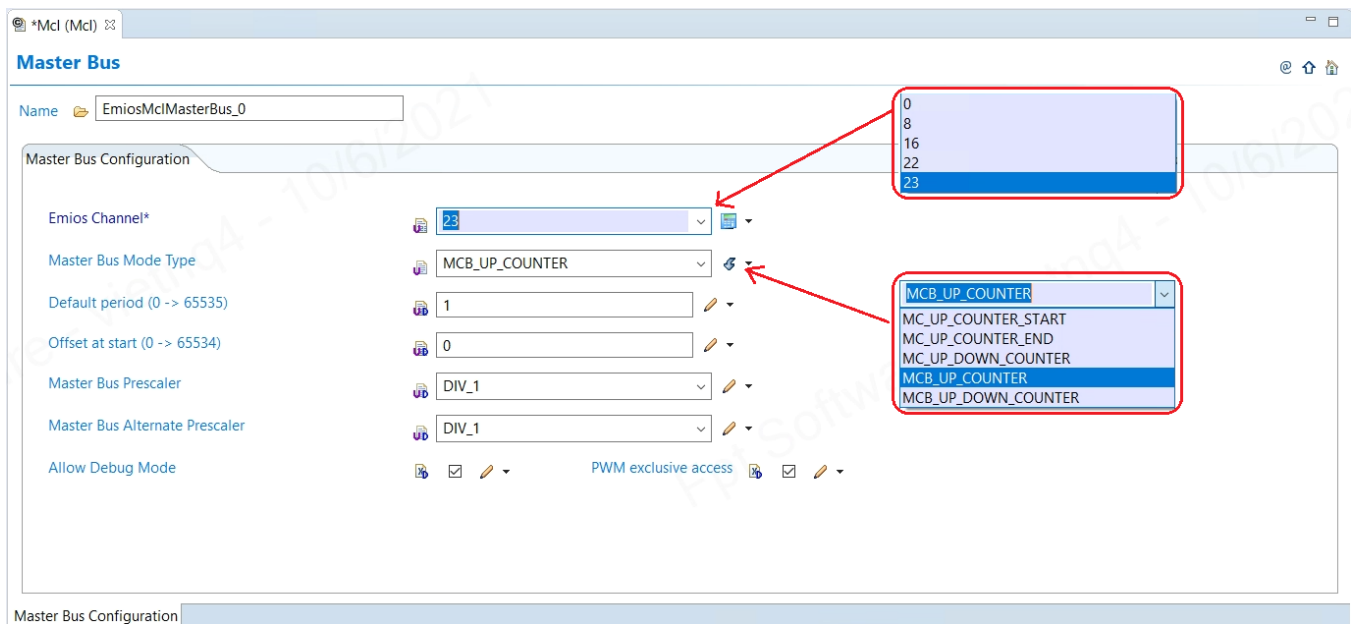 *Mcl (Mcl)
Master Bus
Name EmiosMclMasterBus_0
Master Bus Configuration
Emios Channel* 23
Master Bus Mode Type MCB_UP_COUNTER
Default period (0 -> 65535) 1
Offset at start (0 -> 65534) 0
Master Bus Prescaler DIV_1
Master Bus Alternate Prescaler DIV_1
Allow Debug Mode PWM exclusive access
0
8
16
22
23
MCB_UP_COUNTER
MC_UP_COUNTER_START
MC_UP_COUNTER_END
MC_UP_DOWN_COUNTER
MCB_UP_COUNTER
MCB_UP_DOWN_COUNTER
Master Bus Configuration